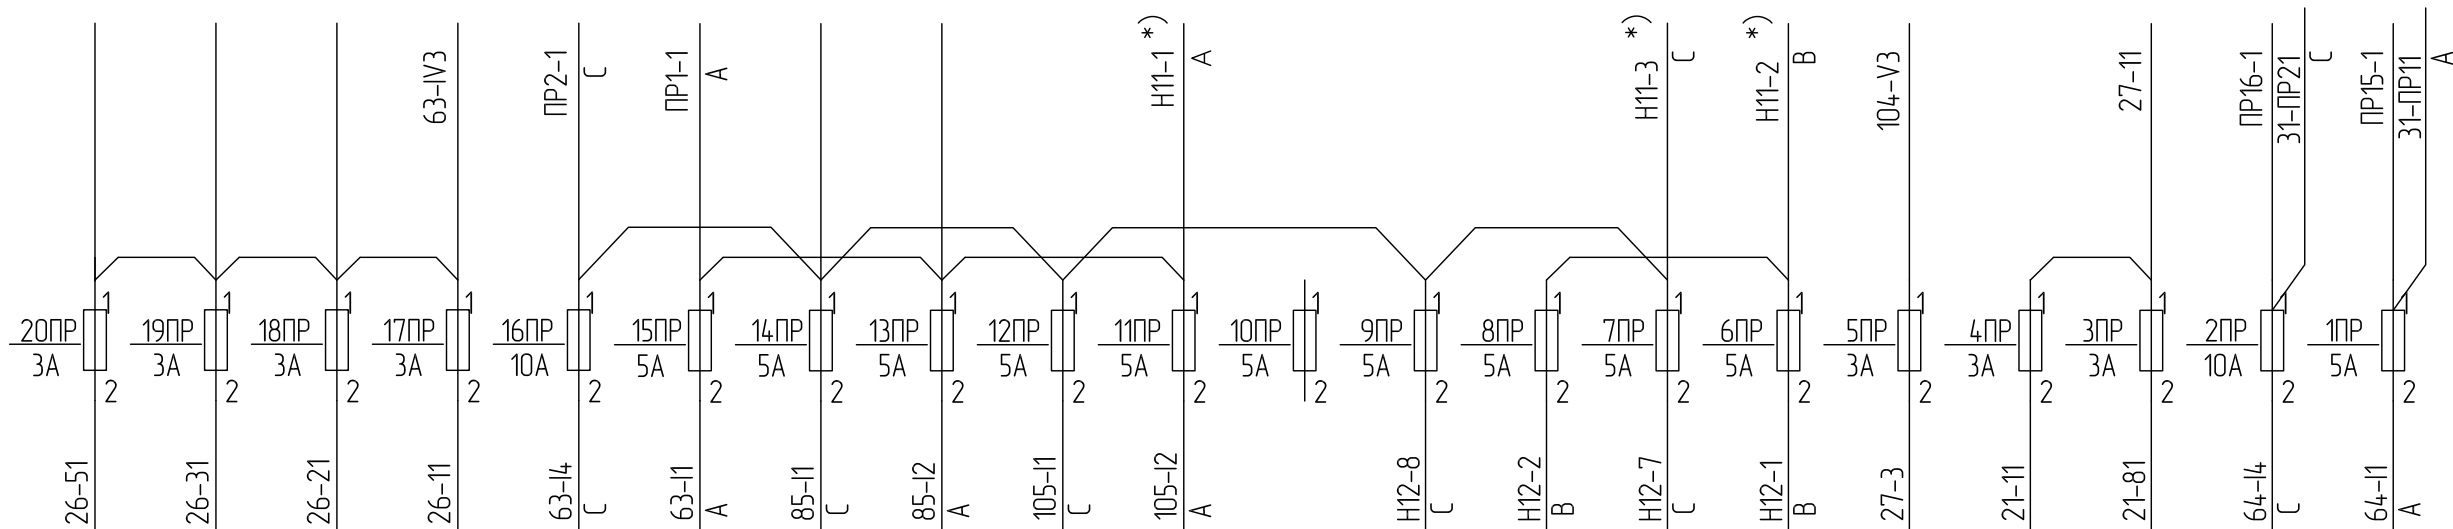 63-IV3
ПР2-1
C
ПР1-1
A
Н11-1 *)
A
Н11-3 *)
C
Н11-2 *)
B
104-V3
27-11
ПР16-1
31-ПР21
C
ПР15-1
31-ПР11
A
20ПР
3А
1
2
19ПР
3А
1
2
18ПР
3А
1
2
17ПР
3А
1
2
16ПР
10А
1
2
15ПР
5А
1
2
14ПР
5А
1
2
13ПР
5А
1
2
12ПР
5А
1
2
11ПР
5А
1
2
10ПР
5А
1
2
9ПР
5А
1
2
8ПР
5А
1
2
7ПР
5А
1
2
6ПР
5А
1
2
5ПР
3А
1
2
4ПР
3А
1
2
3ПР
3А
1
2
2ПР
10А
1
2
1ПР
5А
1
2
26-51
26-31
26-21
26-11
63-I4
C
63-I1
A
85-I1
C
85-I2
A
105-I1
C
105-I2
A
Н12-8
C
Н12-2
B
Н12-7
C
Н12-1
B
27-3
21-11
21-81
64-I4
C
64-I1
A